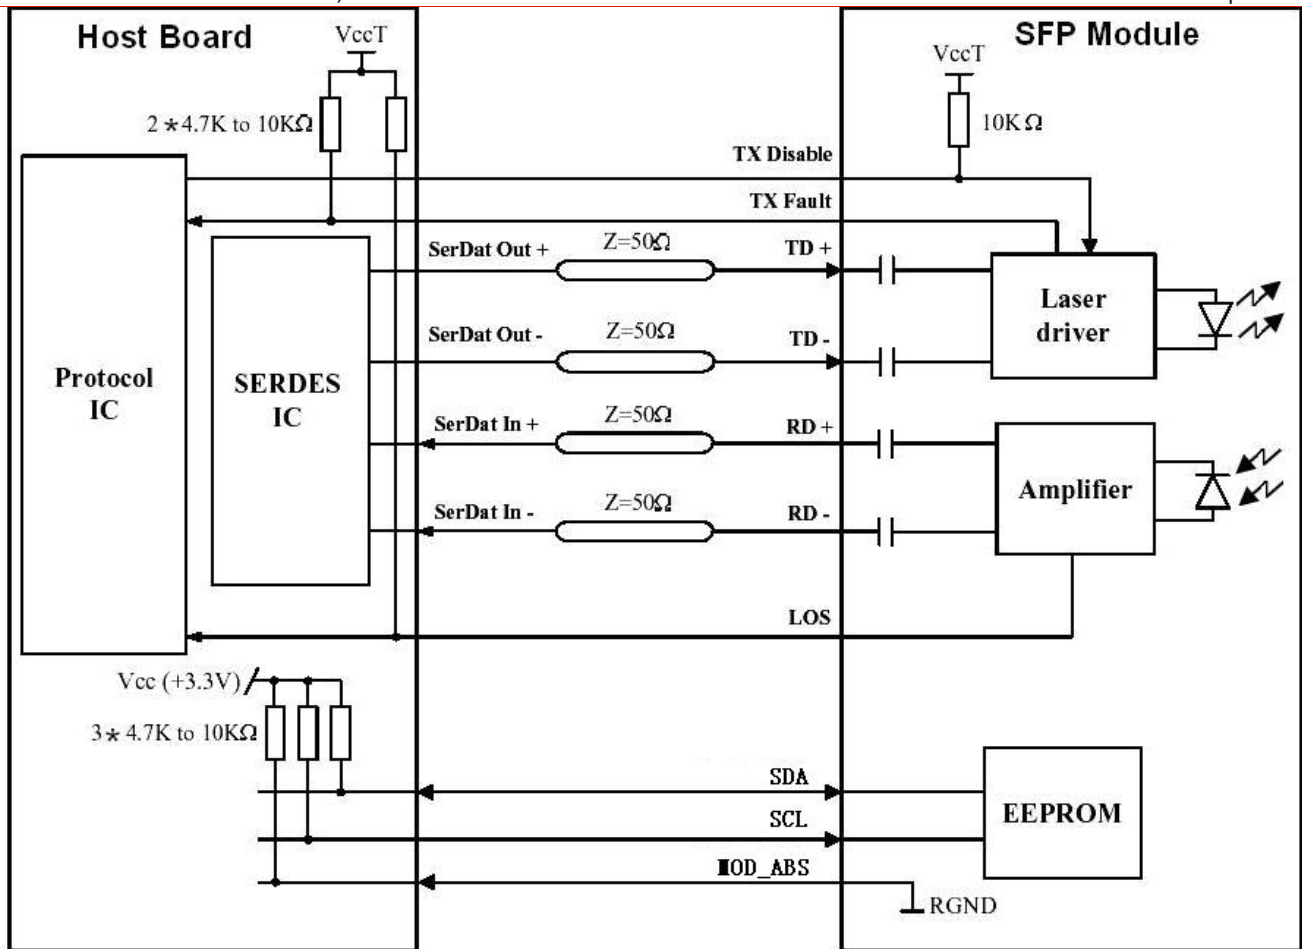 Host Board
VccT
SFP Module
VccT
2*4.7K to 10KΩ
10KΩ
TX Disable
TX Fault
SerDat Out +
Z=50Ω
TD +
Laser
driver
SerDat Out -
Z=50Ω
TD -
Protocol
IC
SERDES
IC
SerDat In +
Z=50Ω
RD +
Amplifier
SerDat In -
Z=50Ω
RD -
LOS
Vcc (+3.3V)
3* 4.7K to 10KΩ
SDA
SCL
EEPROM
MOD_ABS
RGND